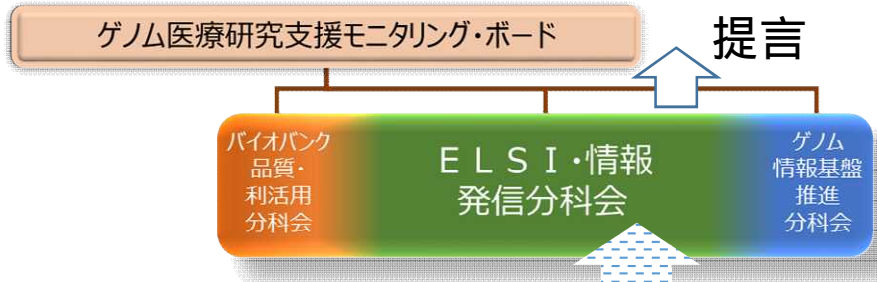 ゲノム医療研究支援モニタリング・ボード
提言
バイオバンク
品質・
利活用
分科会
ＥＬＳＩ・情報
発信分科会
ゲノム
情報基盤
推進
分科会